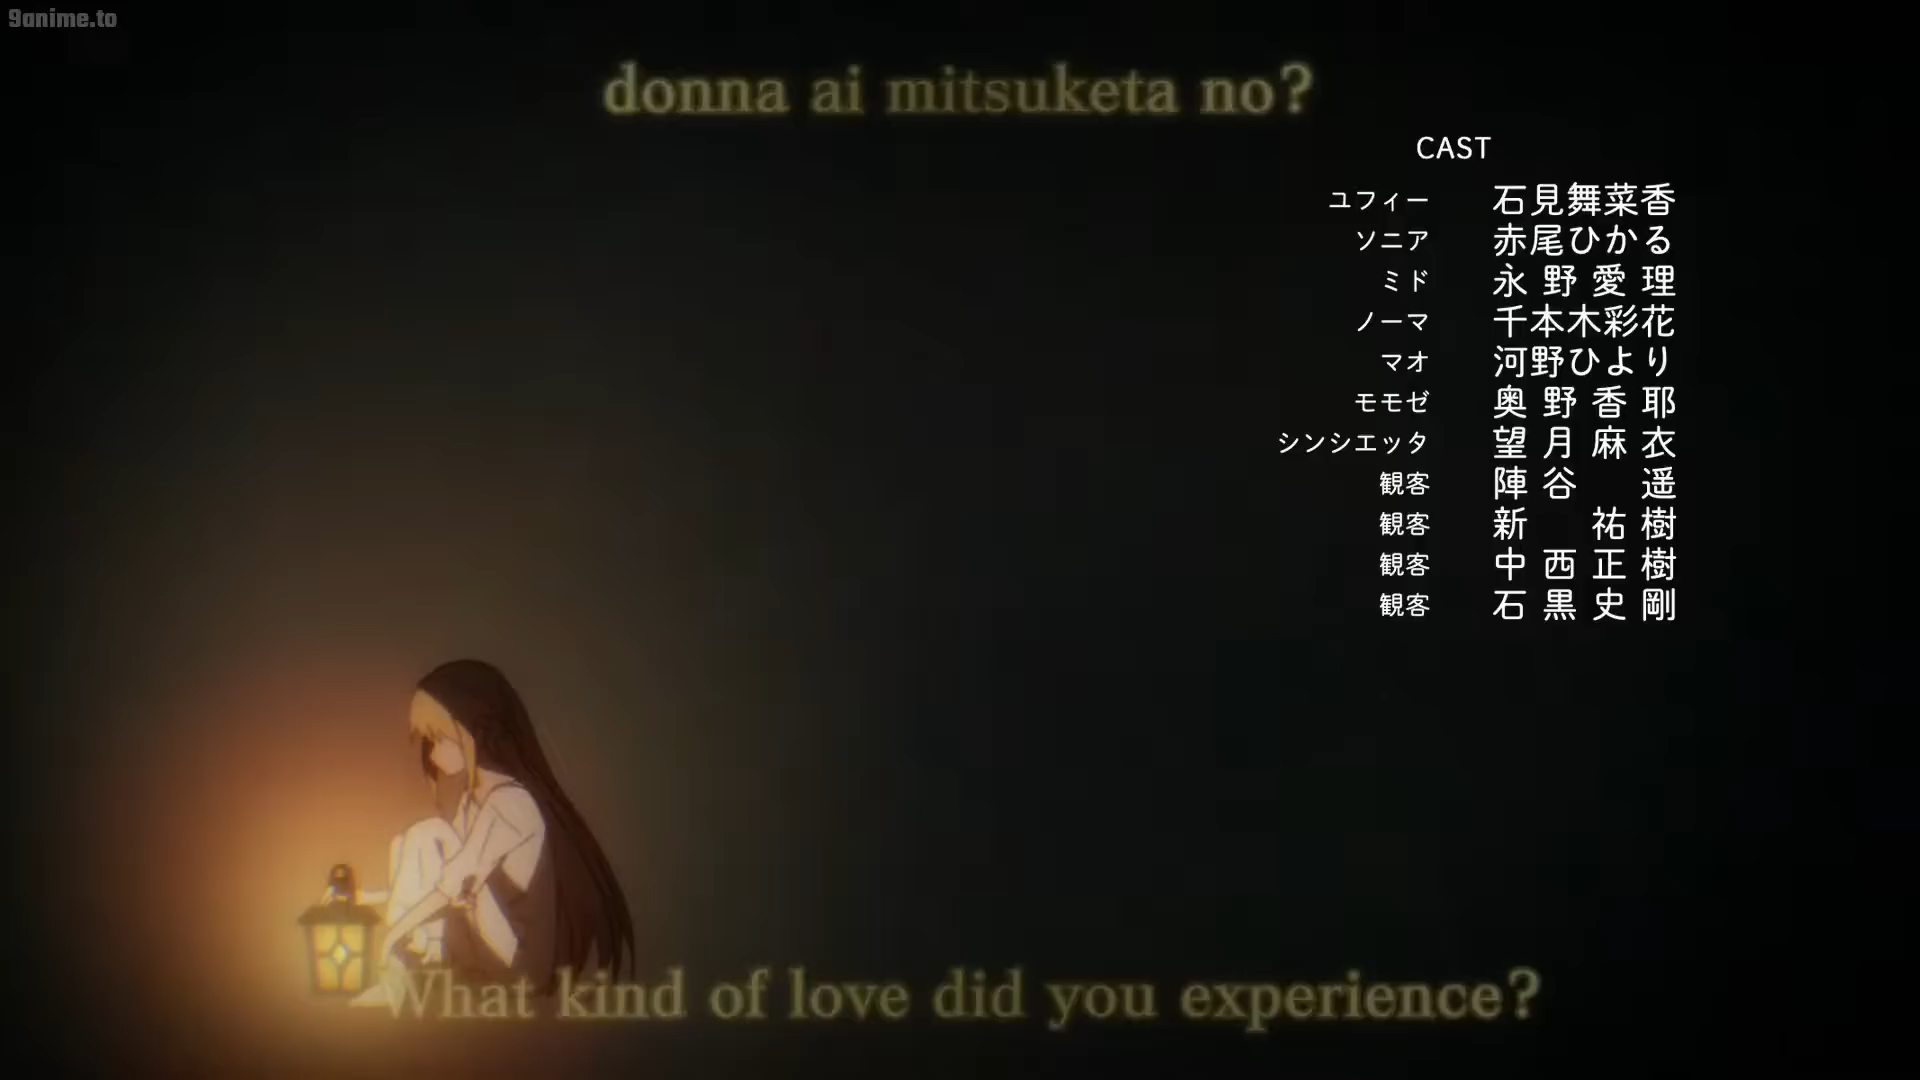 9anime.to
donna ai mitsuketa no?
CAST
ユフィー 石見舞菜香
ソニア 赤尾ひかる
ミド 永野愛理
ノーマ 千本木彩花
マオ 河野ひより
モモゼ 奥野香耶
シンシエッタ 望月麻衣
観客 陣谷 遥
観客 新 祐樹
観客 中西正樹
観客 石黒史剛
What kind of love did you experience?